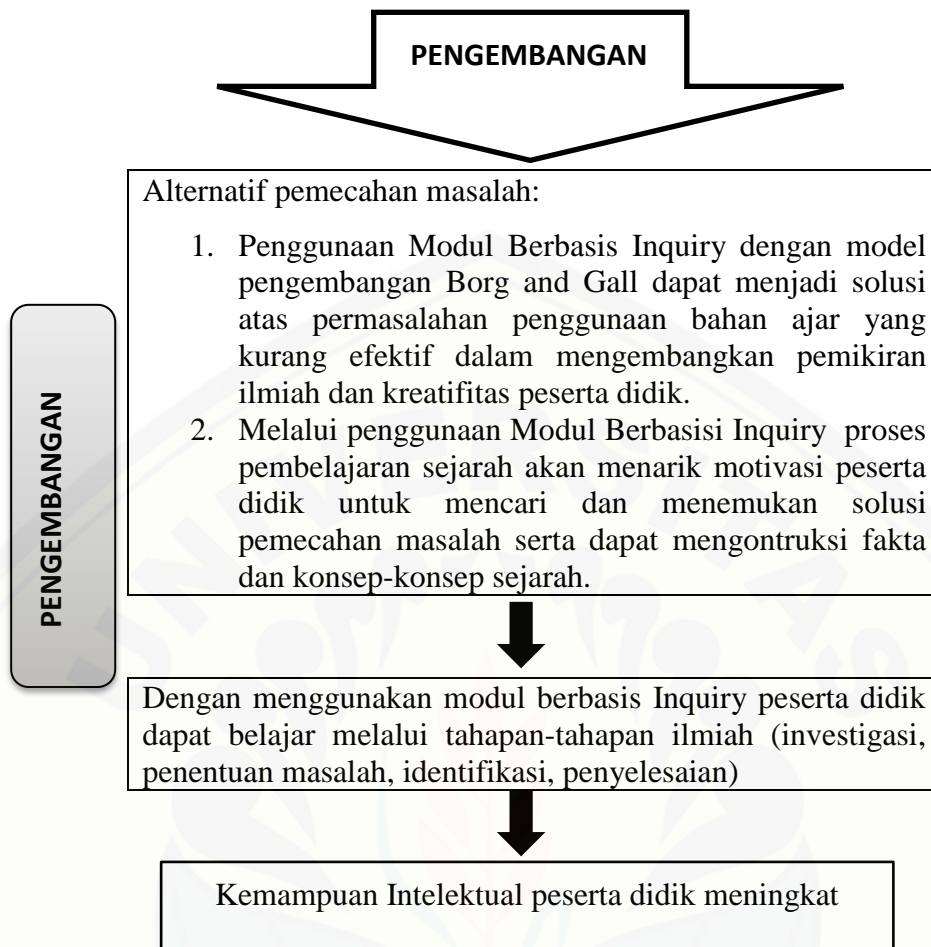 PENGEMBANGAN
Alternatif pemecahan masalah:
1. Penggunaan Modul Berbasis Inquiry dengan model
pengembangan Borg and Gall dapat menjadi solusi
atas permasalahan penggunaan bahan ajar yang
kurang efektif dalam mengembangkan pemikiran
ilmiah dan kreatifitas peserta didik.
2. Melalui penggunaan Modul Berbasisi Inquiry proses
pembelajaran sejarah akan menarik motivasi peserta
didik untuk mencari dan menemukan solusi
pemecahan masalah serta dapat mengontruksi fakta
dan konsep-konsep sejarah.
PENGEMBANGAN
Dengan menggunakan modul berbasis Inquiry peserta didik
dapat belajar melalui tahapan-tahapan ilmiah (investigasi,
penentuan masalah, identifikasi, penyelesaian)
Kemampuan Intelektual peserta didik meningkat
UNIVERSITAS